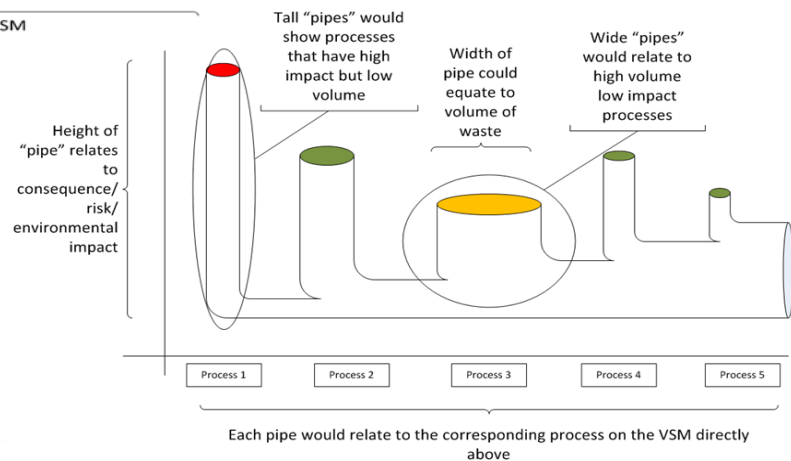 SM
Tall “pipes” would
show processes
that have high
impact but low
volume
Width of
pipe could
equate to
volume of
waste
Wide “pipes”
would relate to
high volume
low impact
processes
Height of
“pipe” relates
to
consequence/
risk/
environmental
impact
Process 1
Process 2
Process 3
Process 4
Process 5
Each pipe would relate to the corresponding process on the VSM directly
above